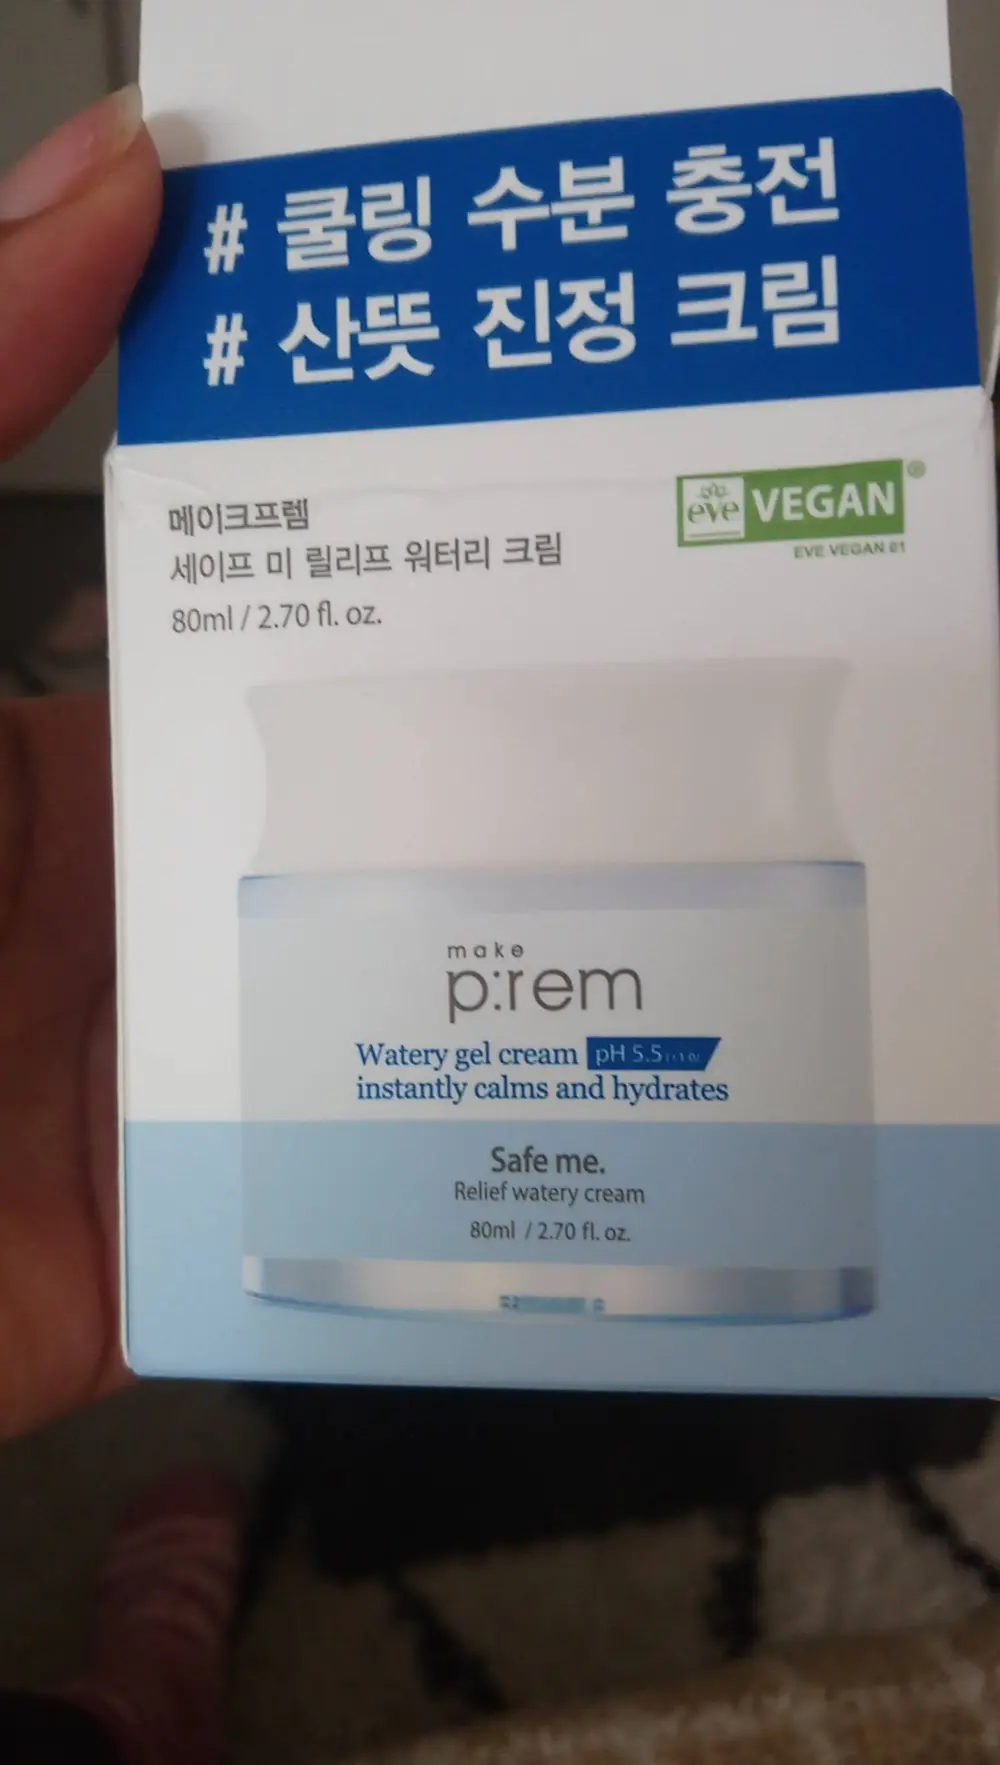 # 쿨링 수분 충전
# 산뜻 진정 크림
eve VEGAN ®
EVE VEGAN 01
메이크프렘
세이프 미 릴리프 워터리 크림
80ml / 2.70 fl. oz.
make
p:rem
Watery gel cream pH 5.5
instantly calms and hydrates
Safe me.
Relief watery cream
80ml / 2.70 fl. oz.